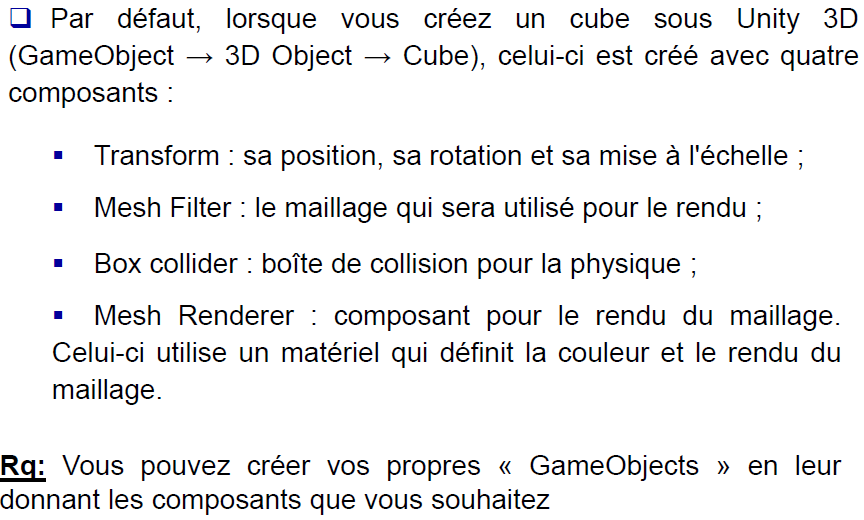 ❑ Par défaut, lorsque vous créez un cube sous Unity 3D
(GameObject → 3D Object → Cube), celui-ci est créé avec quatre
composants :
▪ Transform : sa position, sa rotation et sa mise à l'échelle ;
▪ Mesh Filter : le maillage qui sera utilisé pour le rendu ;
▪ Box collider : boîte de collision pour la physique ;
▪ Mesh Renderer : composant pour le rendu du maillage.
Celui-ci utilise un matériel qui définit la couleur et le rendu du
maillage.
Rq: Vous pouvez créer vos propres « GameObjects » en leur
donnant les composants que vous souhaitez